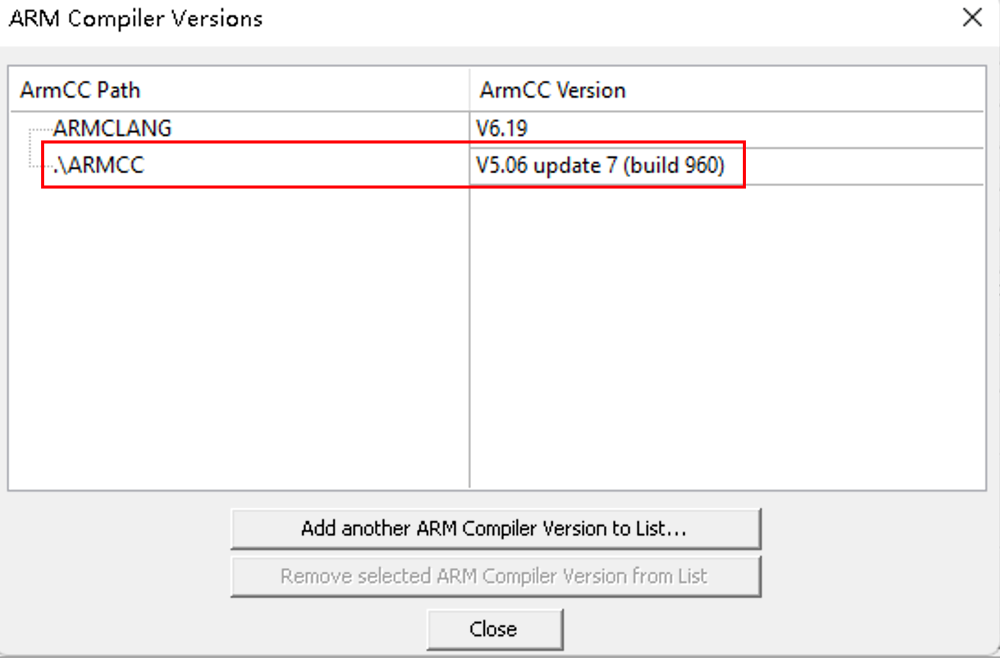 ARM Compiler Versions
ArmCC Path ArmCC Version
ARMCLANG V6.19
.\ARMCC V5.06 update 7 (build 960)
Add another ARM Compiler Version to List...
Remove selected ARM Compiler Version from List
Close